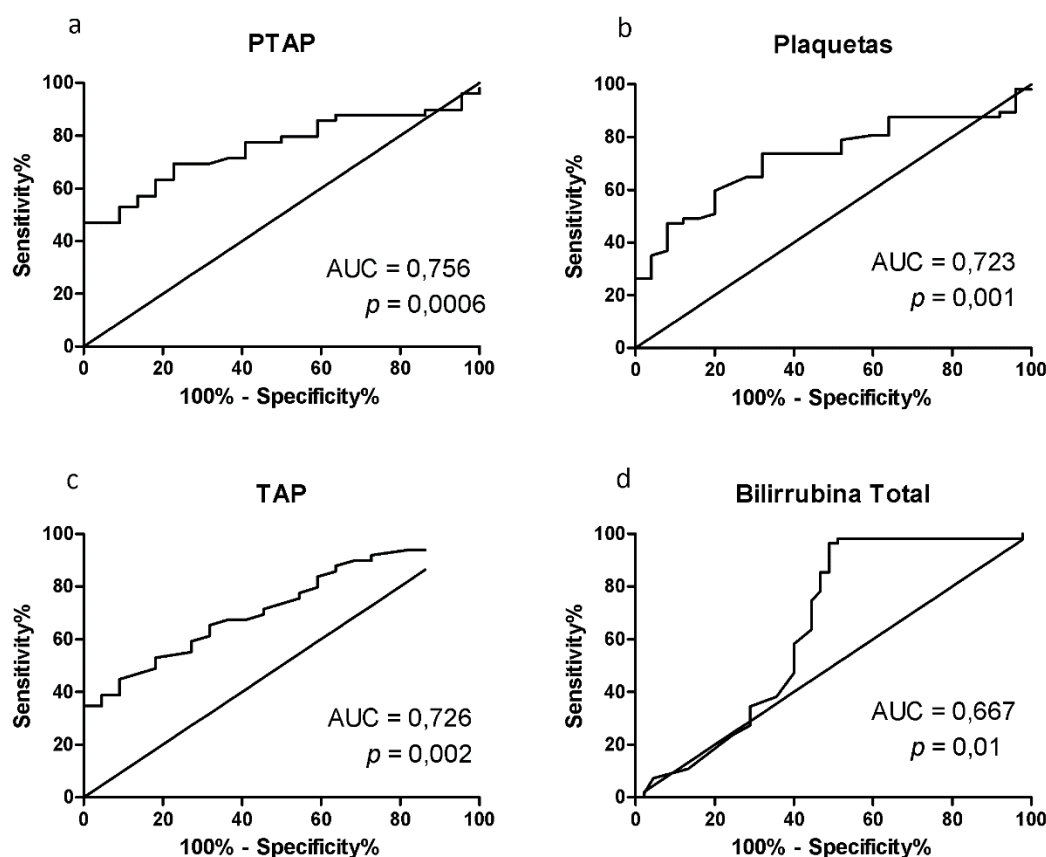 a
PTAP
100
80
60
40
20
0
Sensitivity%
AUC = 0,756
p = 0,0006
0 20 40 60 80 100
100% - Specificity%
b
Plaquetas
100
80
60
40
20
0
Sensitivity%
AUC = 0,723
p = 0,001
0 20 40 60 80 100
100% - Specificity%
c
TAP
100
80
60
40
20
0
Sensitivity%
AUC = 0,726
p = 0,002
0 20 40 60 80 100
100% - Specificity%
d
Bilirrubina Total
100
80
60
40
20
0
Sensitivity%
AUC = 0,667
p = 0,01
0 20 40 60 80 100
100% - Specificity%